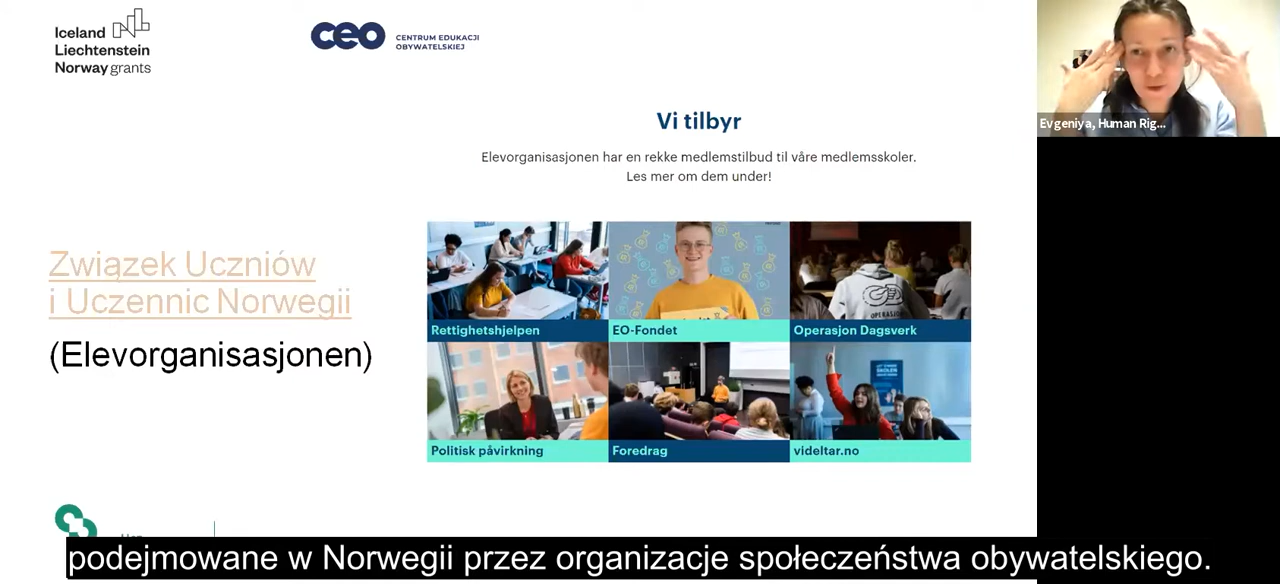 Iceland
Liechtenstein
Norway grants
ceo
CENTRUM EDUKACJI
OBYWATELSKIEJ
Evgeniya, Human Rig...
Vi tilbyr
Elevorganisasjonen har en rekke medlemstilbud til våre medlemsskoler.
Les mer om dem under!
Związek Uczniów
i Uczennic Norwegii
(Elevorganisasjonen)
OPERASJON
Rettighetshjelpen
EO-Fondet
Operasjon Dagsverk
Politisk påvirkning
Foredrag
videltar.no
podejmowane w Norwegii przez organizacje społeczeństwa obywatelskiego.